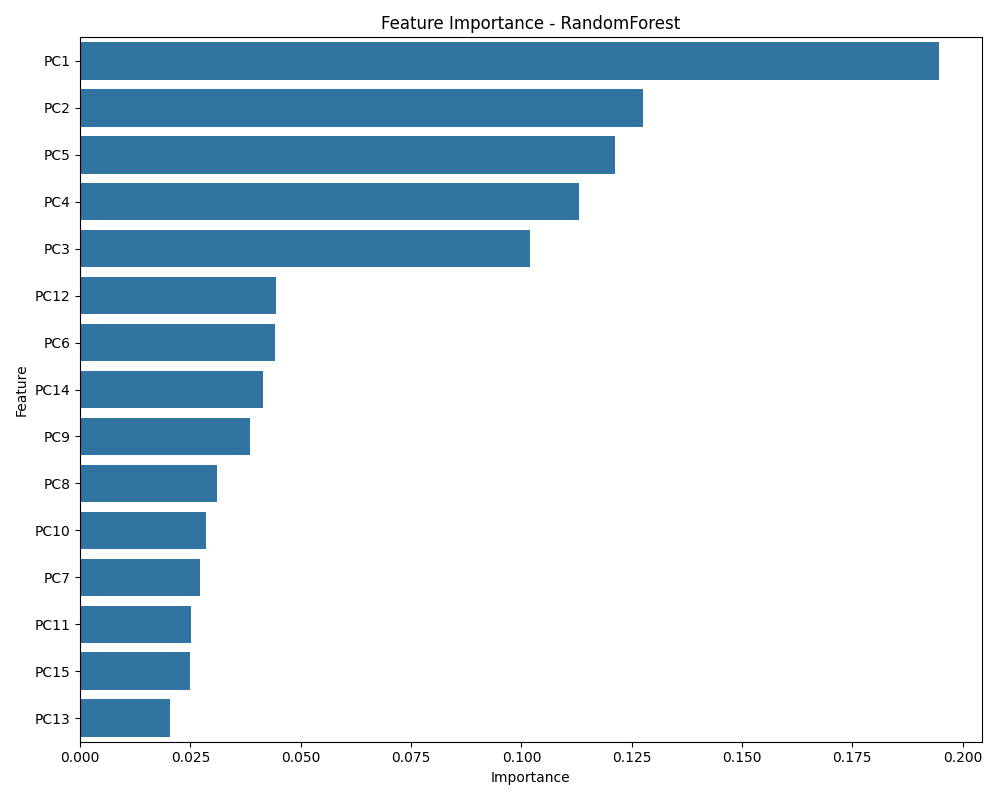 Feature Importance - RandomForest
PC1
PC2
PC5
PC4
PC3
PC12
PC6
PC14
PC9
PC8
PC10
PC7
PC11
PC15
PC13
Feature
0.000 0.025 0.050 0.075 0.100 0.125 0.150 0.175 0.200
Importance